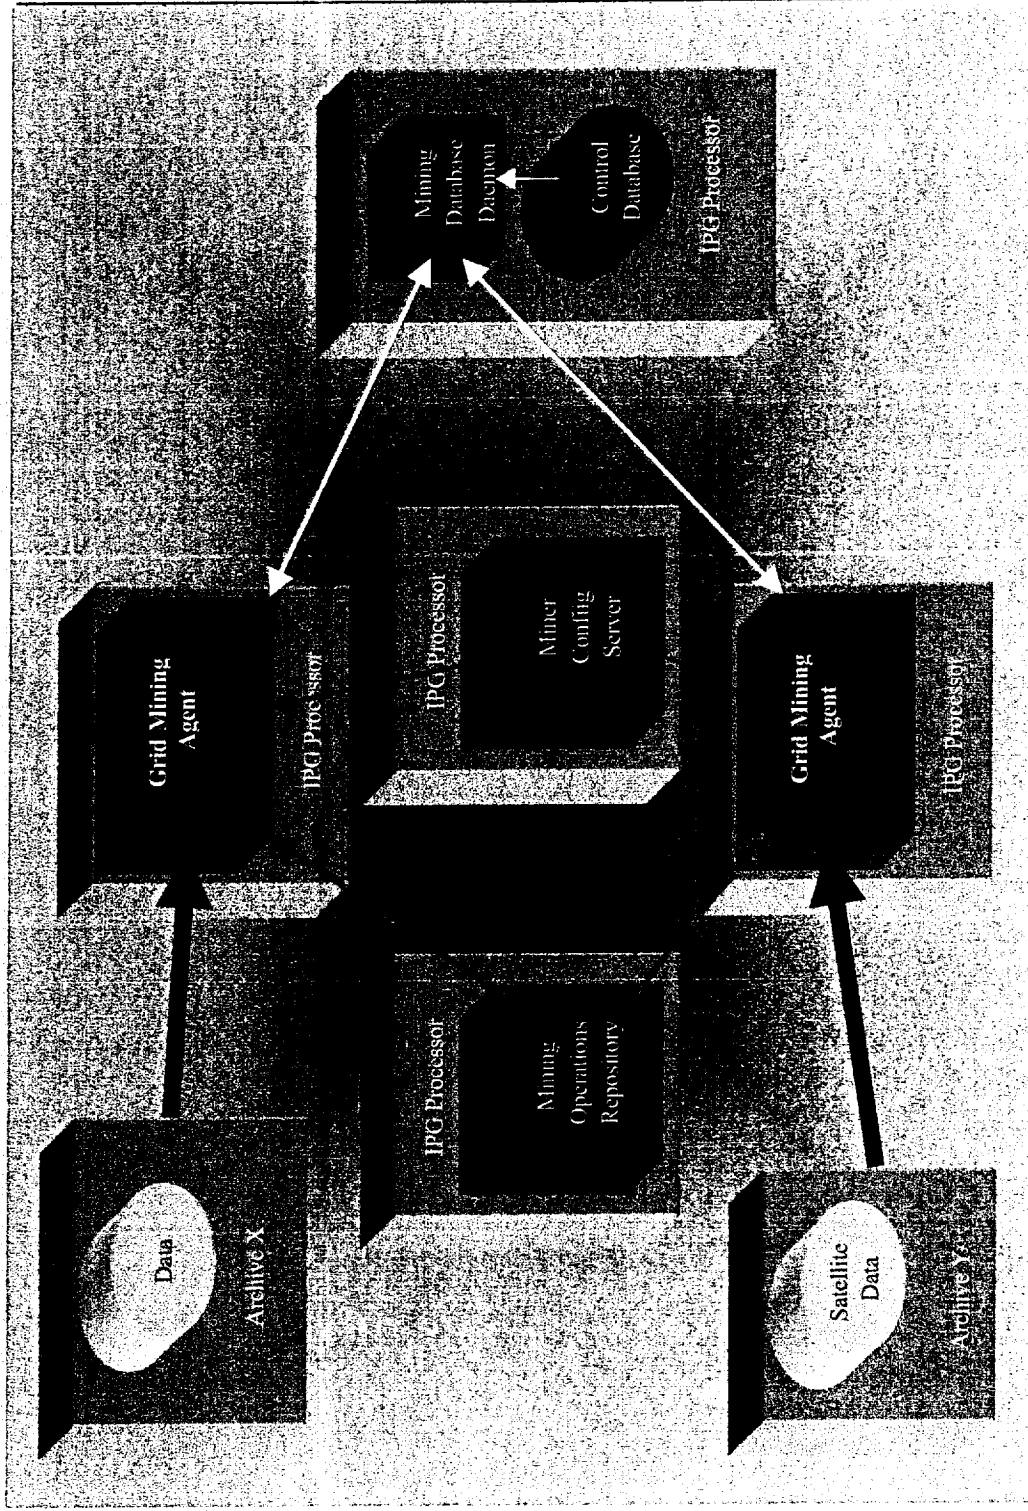 Data
Archive X
Grid Mining
Agent
IPG Processor
IPG Processor
Mining
Operations
Repository
IPG Processor
Miner
Config
Server
Mining
Database
Daemon
Control
Database
IPG Processor
Satellite
Data
Archive Y
Grid Mining
Agent
IPG Processor